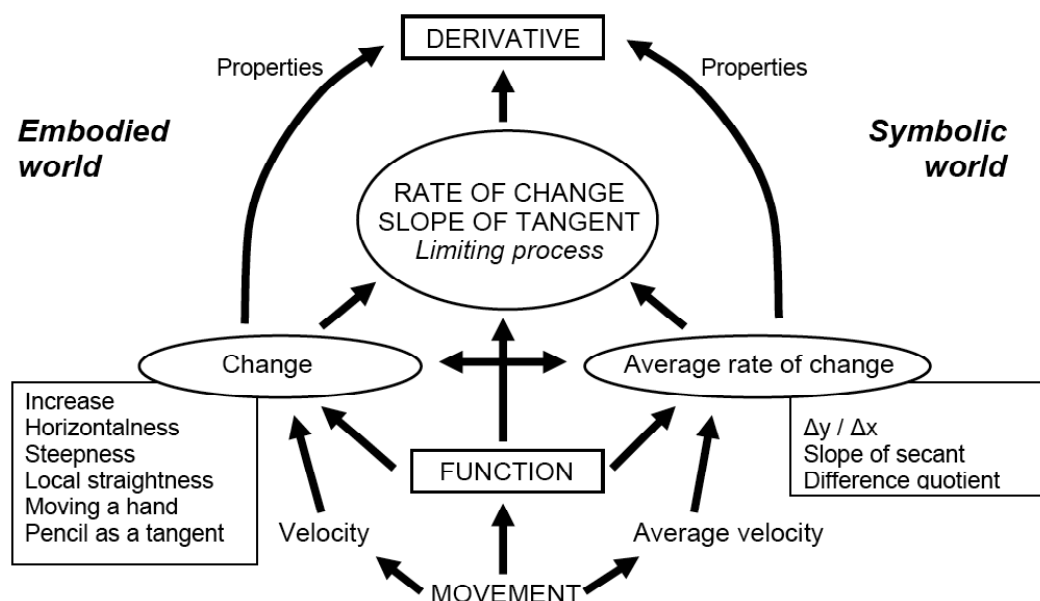 DERIVATIVE
Properties
Properties
Embodied
world
Symbolic
world
RATE OF CHANGE
SLOPE OF TANGENT
Limiting process
Change
Average rate of change
Increase
Horizontalness
Steepness
Local straightness
Moving a hand
Pencil as a tangent
Δy / Δx
Slope of secant
Difference quotient
FUNCTION
Velocity
Average velocity
MOVEMENT